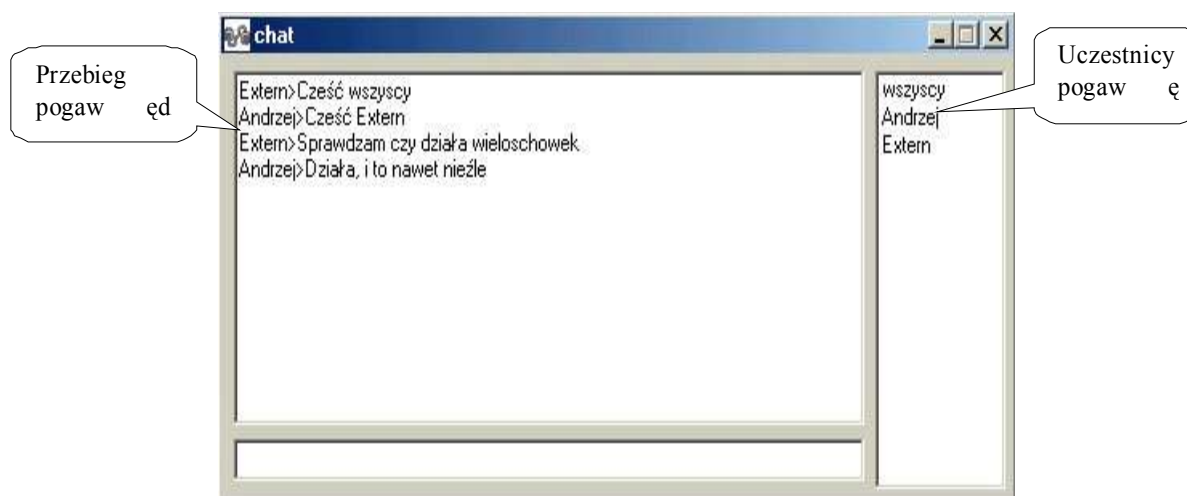 chat
Przebieg
pogaw ęd
Extern>Cześć wszyscy
Andrzej>Cześć Extern
Extern>Sprawdzam czy działa wieloschowek
Andrzej>Działa, i to nawet nieźle
wszyscy
Andrzej
Extern
Uczestnicy
pogaw ę